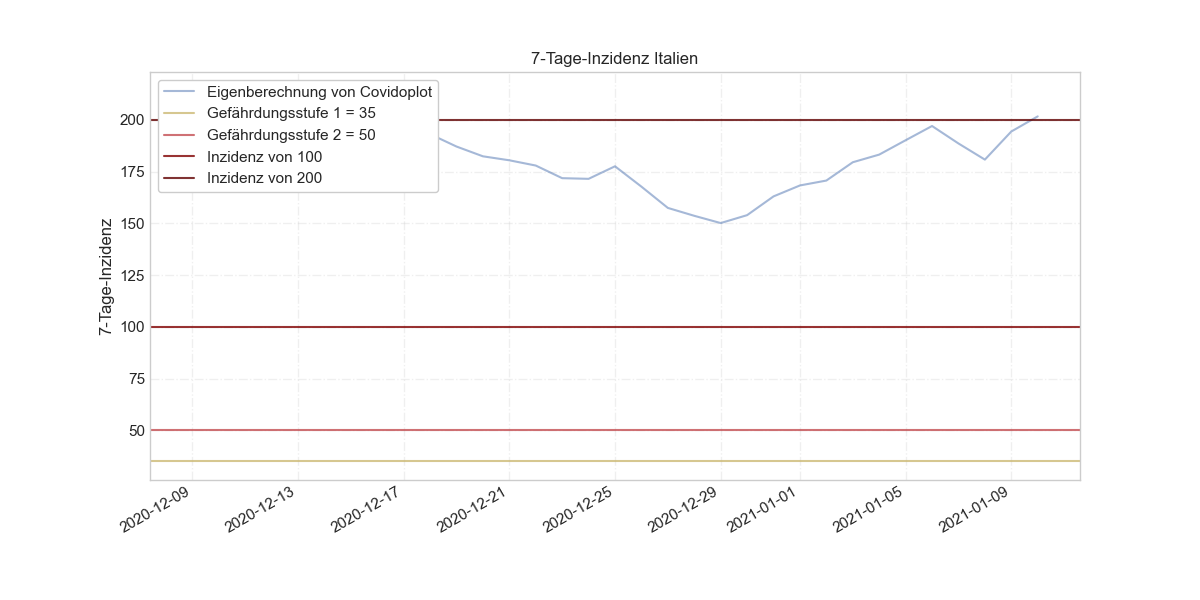 7-Tage-Inzidenz Italien
Eigenberechnung von Covidoplot
Gefährdungsstufe 1 = 35
Gefährdungsstufe 2 = 50
Inzidenz von 100
Inzidenz von 200
7-Tage-Inzidenz
200
175
150
125
100
75
50
2020-12-09
2020-12-13
2020-12-17
2020-12-21
2020-12-25
2020-12-29
2021-01-01
2021-01-05
2021-01-09